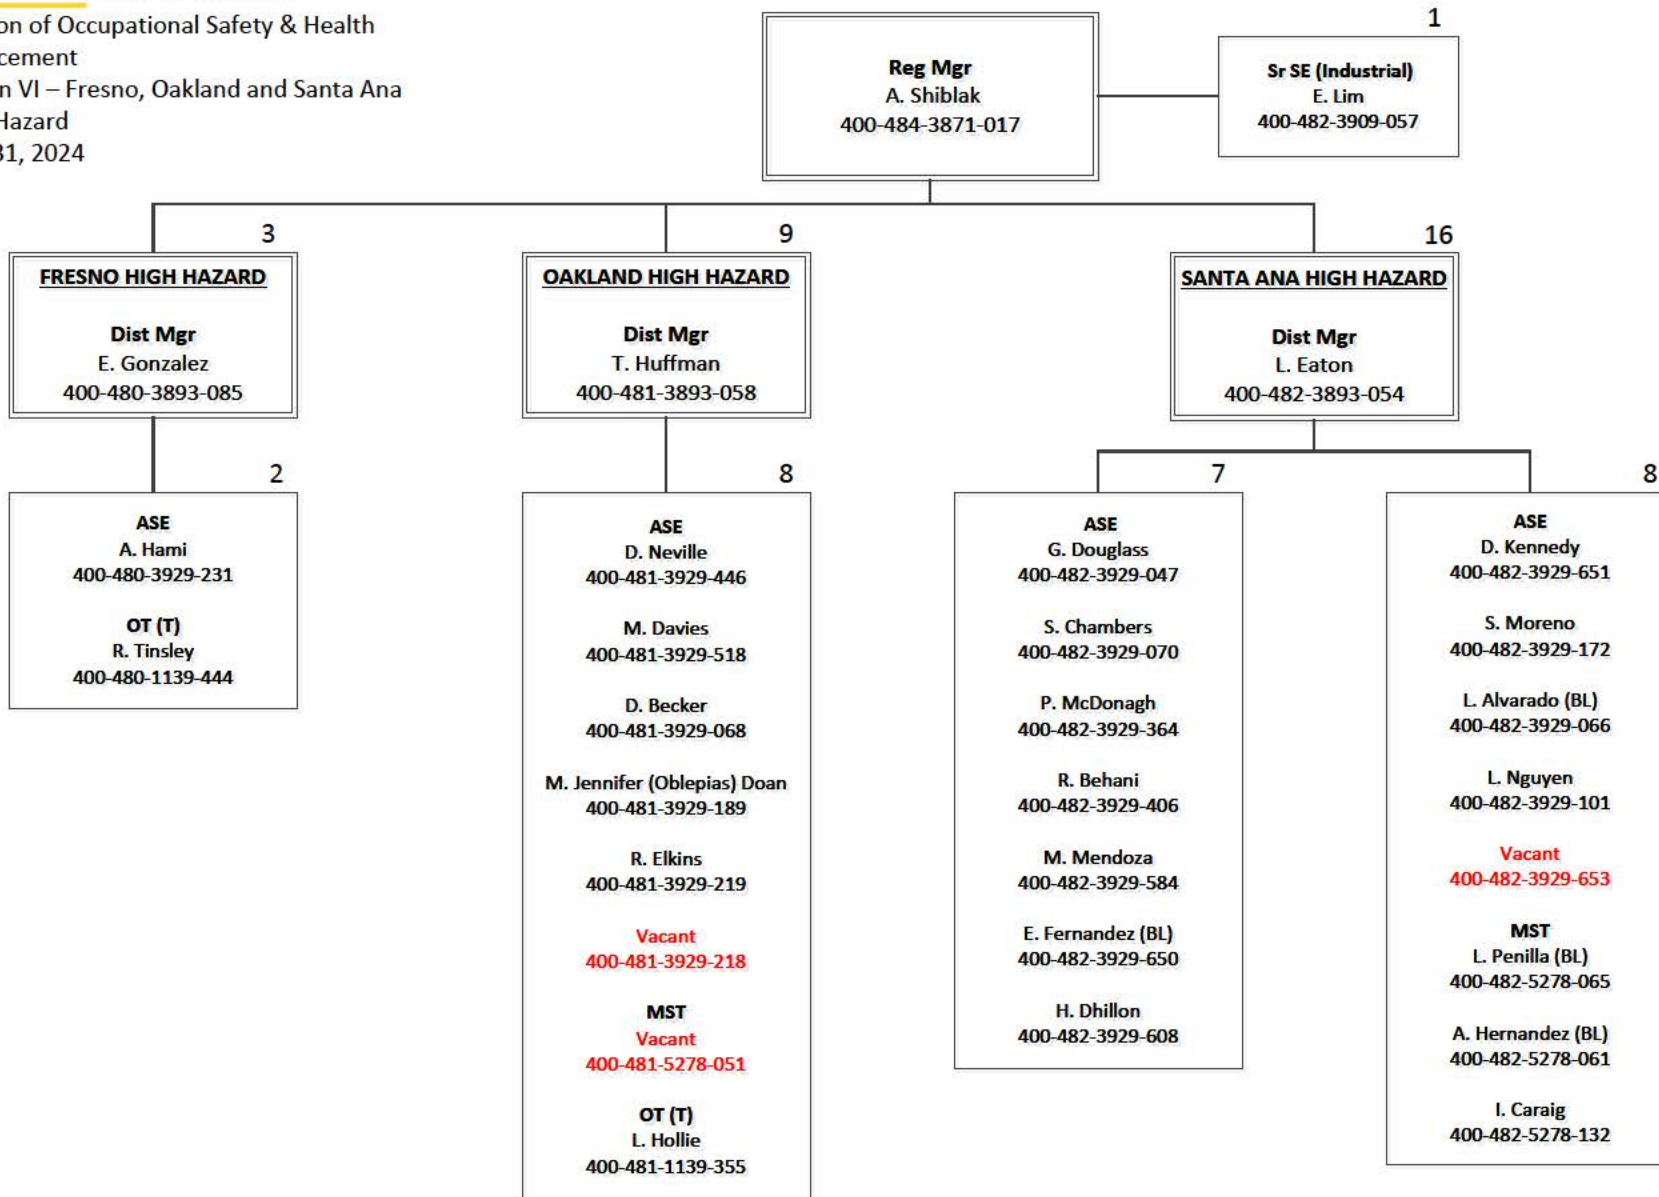 on of Occupational Safety & Health
cement
n VI – Fresno, Oakland and Santa Ana
Hazard
31, 2024
Reg Mgr
A. Shiblak
400-484-3871-017
1
Sr SE (Industrial)
E. Lim
400-482-3909-057
3
FRESNO HIGH HAZARD
Dist Mgr
E. Gonzalez
400-480-3893-085
9
OAKLAND HIGH HAZARD
Dist Mgr
T. Huffman
400-481-3893-058
16
SANTA ANA HIGH HAZARD
Dist Mgr
L. Eaton
400-482-3893-054
2
ASE
A. Hami
400-480-3929-231
OT (T)
R. Tinsley
400-480-1139-444
8
ASE
D. Neville
400-481-3929-446
M. Davies
400-481-3929-518
D. Becker
400-481-3929-068
M. Jennifer (Oblepias) Doan
400-481-3929-189
R. Elkins
400-481-3929-219
Vacant
400-481-3929-218
MST
Vacant
400-481-5278-051
OT (T)
L. Hollie
400-481-1139-355
7
ASE
G. Douglass
400-482-3929-047
S. Chambers
400-482-3929-070
P. McDonagh
400-482-3929-364
R. Behani
400-482-3929-406
M. Mendoza
400-482-3929-584
E. Fernandez (BL)
400-482-3929-650
H. Dhillon
400-482-3929-608
8
ASE
D. Kennedy
400-482-3929-651
S. Moreno
400-482-3929-172
L. Alvarado (BL)
400-482-3929-066
L. Nguyen
400-482-3929-101
Vacant
400-482-3929-653
MST
L. Penilla (BL)
400-482-5278-065
A. Hernandez (BL)
400-482-5278-061
I. Caraig
400-482-5278-132